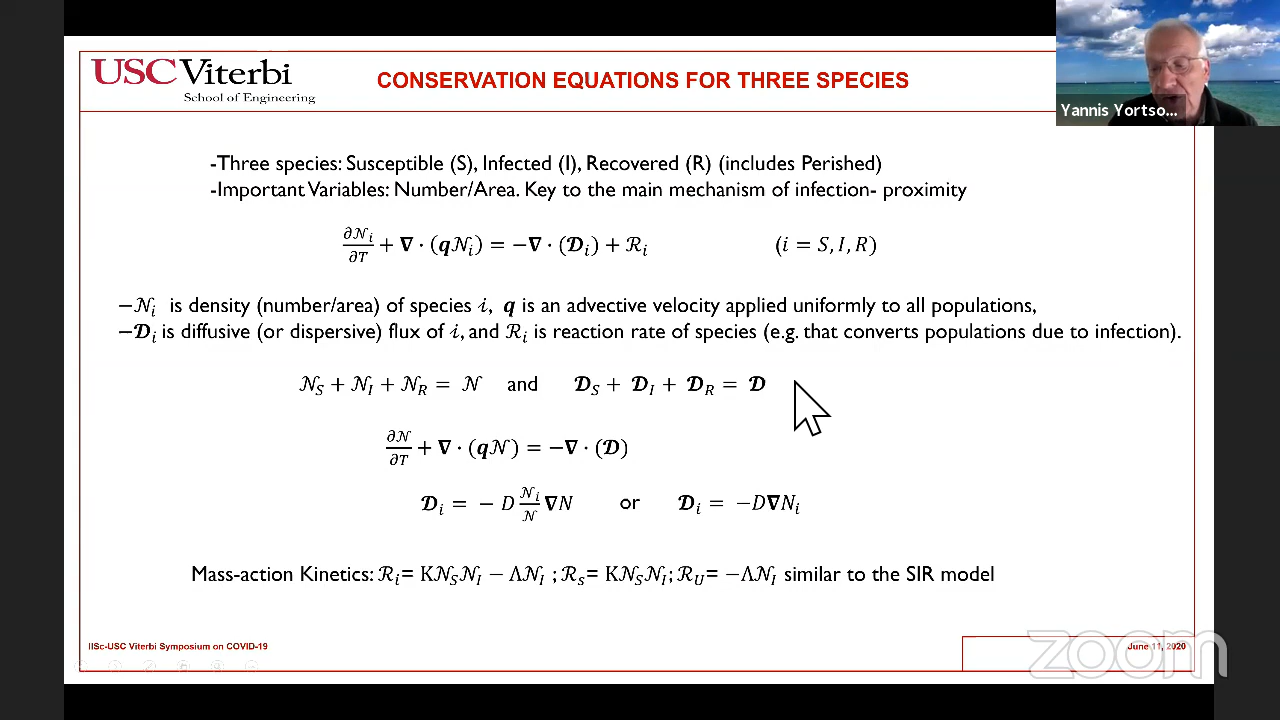 USC Viterbi
School of Engineering
CONSERVATION EQUATIONS FOR THREE SPECIES
Yannis Yortso...
-Three species: Susceptible (S), Infected (I), Recovered (R) (includes Perished)
-Important Variables: Number/Area. Key to the main mechanism of infection- proximity
∂𝒩ᵢ/∂T + ∇ · (𝒒𝒩ᵢ) = −∇ · (𝓓ᵢ) + ℛᵢ (i = S, I, R)
−𝒩ᵢ is density (number/area) of species i, 𝒒 is an advective velocity applied uniformly to all populations,
−𝓓ᵢ is diffusive (or dispersive) flux of i, and ℛᵢ is reaction rate of species (e.g. that converts populations due to infection).
𝒩_S + 𝒩_I + 𝒩_R = 𝒩 and 𝓓_S + 𝓓_I + 𝓓_R = 𝓓
∂𝒩/∂T + ∇ · (𝒒𝒩) = −∇ · (𝓓)
𝓓ᵢ = − D 𝒩ᵢ/𝒩 ∇N or 𝓓ᵢ = −D∇Nᵢ
Mass-action Kinetics: ℛᵢ= K𝒩_S𝒩_I − Λ𝒩_I ; ℛₛ= K𝒩_S𝒩_I; ℛ_U= −Λ𝒩_I similar to the SIR model
IISc-USC Viterbi Symposium on COVID-19
June 11, 2020
zoom